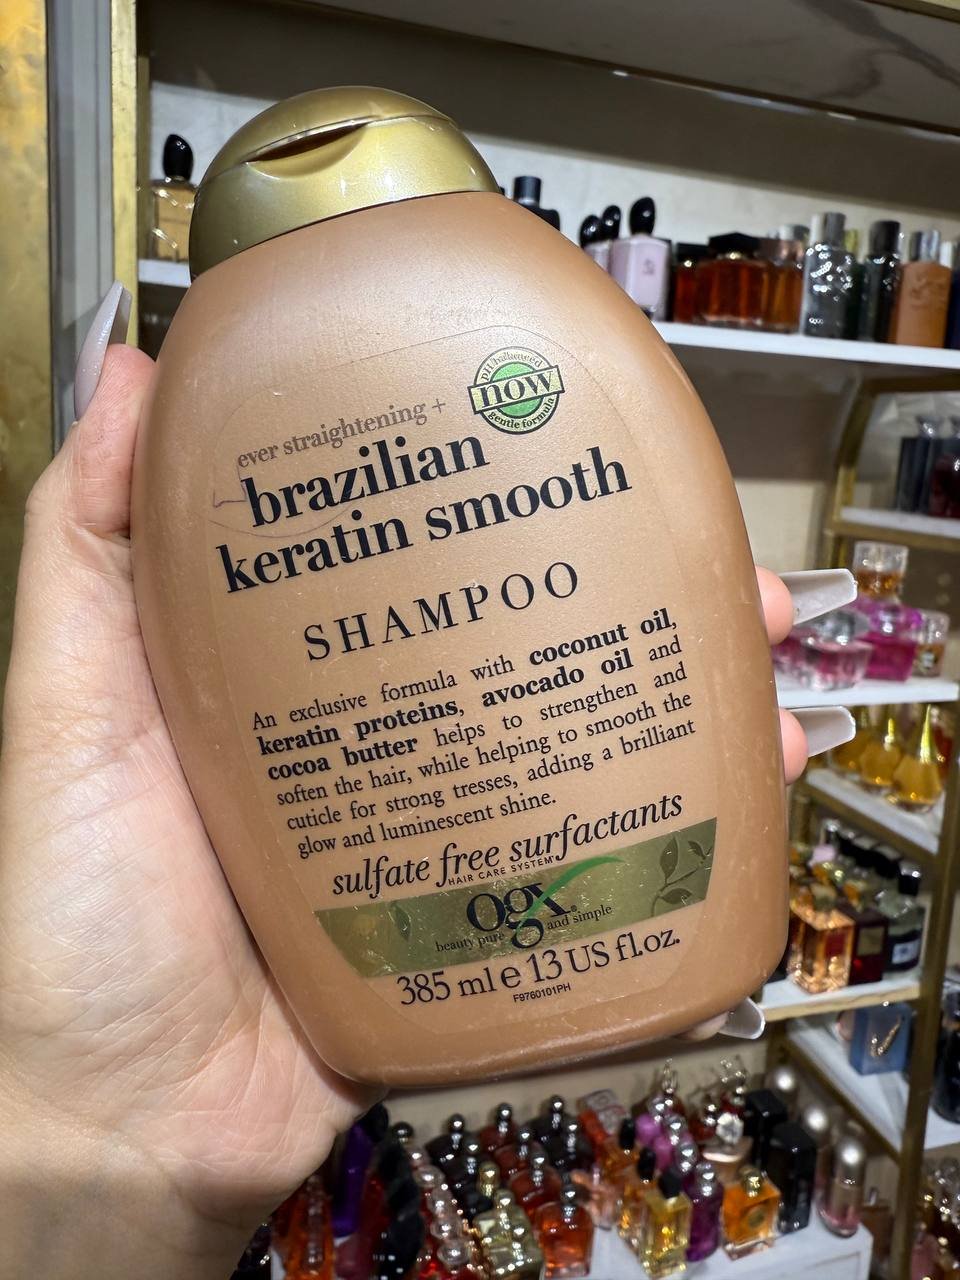 pH balanced
now
gentle formula
ever straightening +
brazilian
keratin smooth
SHAMPOO
An exclusive formula with coconut oil,
keratin proteins, avocado oil and
cocoa butter helps to strengthen and
soften the hair, while helping to smooth the
cuticle for strong tresses, adding a brilliant
glow and luminescent shine.
sulfate free surfactants
HAIR CARE SYSTEM™
ogx®
beauty pure and simple
385 ml e 13 US fl.oz.
F9760101PH